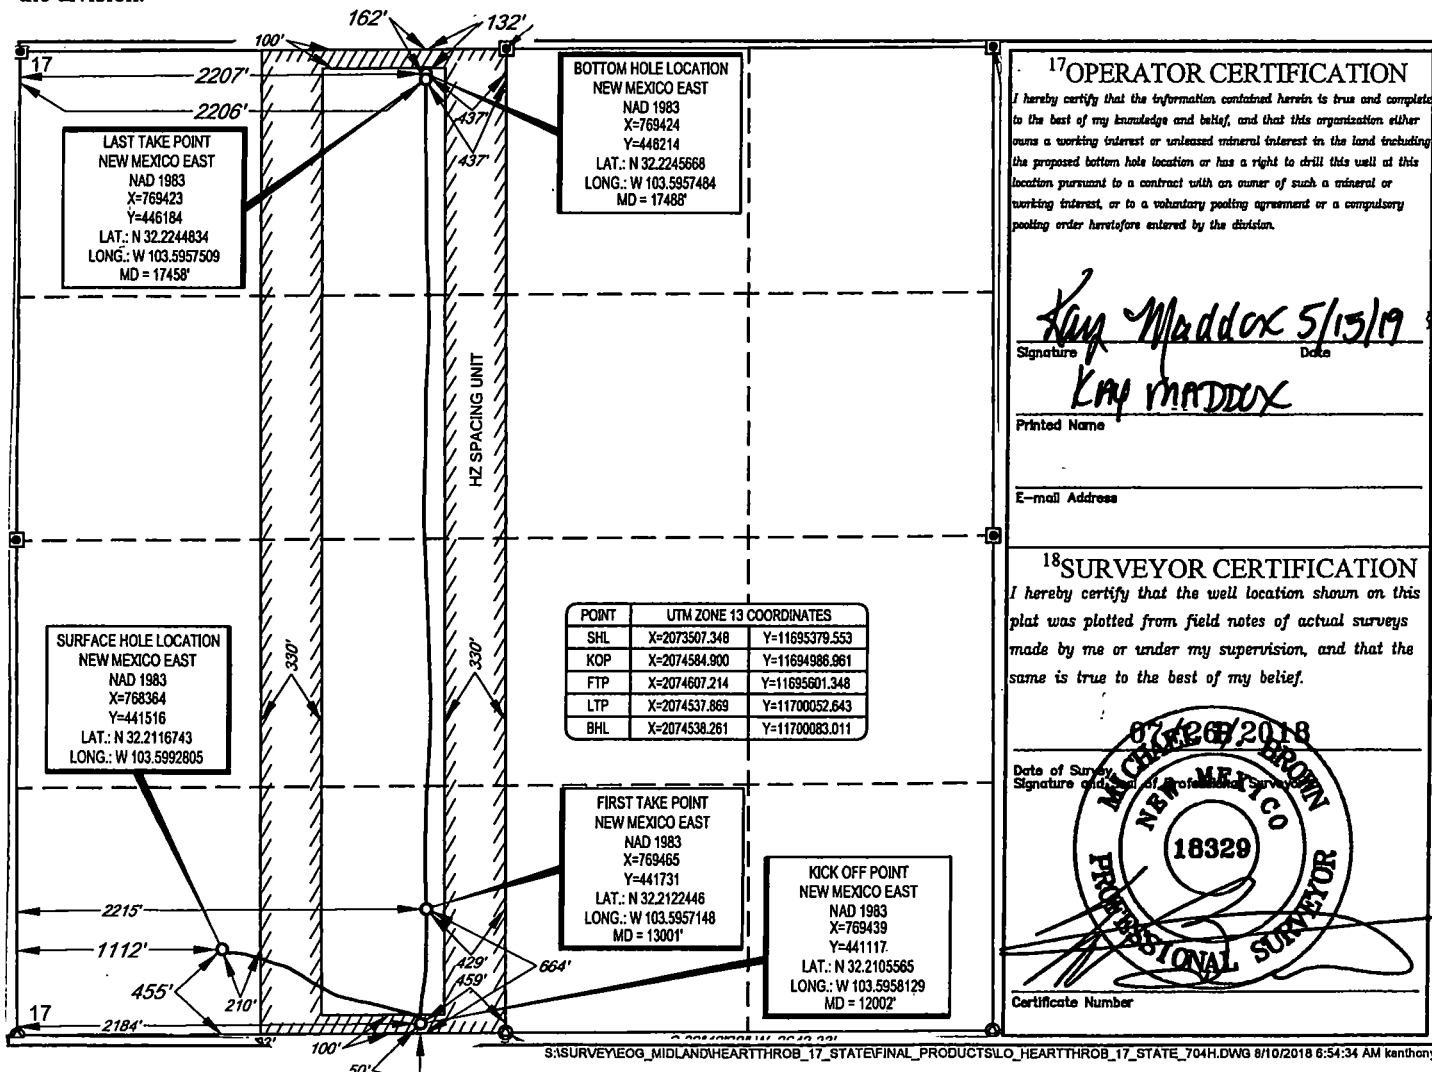 the division.
162'
132'
100'
17
2207'
2206'
437'
437'
LAST TAKE POINT
NEW MEXICO EAST
NAD 1983
X=769423
Y=446184
LAT.: N 32.2244834
LONG.: W 103.5957509
MD = 17458'
BOTTOM HOLE LOCATION
NEW MEXICO EAST
NAD 1983
X=769424
Y=446214
LAT.: N 32.2245668
LONG.: W 103.5957484
MD = 17488'
HZ SPACING UNIT
330'
330'
SURFACE HOLE LOCATION
NEW MEXICO EAST
NAD 1983
X=768364
Y=441516
LAT.: N 32.2116743
LONG.: W 103.5992805
POINT UTM ZONE 13 COORDINATES
SHL X=2073507.348 Y=11695379.553
KOP X=2074584.900 Y=11694986.961
FTP X=2074607.214 Y=11695601.348
LTP X=2074537.869 Y=11700052.643
BHL X=2074538.261 Y=11700083.011
FIRST TAKE POINT
NEW MEXICO EAST
NAD 1983
X=769465
Y=441731
LAT.: N 32.2122446
LONG.: W 103.5957148
MD = 13001'
KICK OFF POINT
NEW MEXICO EAST
NAD 1983
X=769439
Y=441117
LAT.: N 32.2105565
LONG.: W 103.5958129
MD = 12002'
2215'
1112'
455'
210'
429'
459'
664'
17
2184'
100'
50'
S:\SURVEY\EOG_MIDLAND\HEARTTHROB_17_STATE\FINAL_PRODUCTS\LO_HEARTTHROB_17_STATE_704H.DWG 8/10/2018 6:54:34 AM kanthony
17OPERATOR CERTIFICATION
I hereby certify that the information contained herein is true and complete
to the best of my knowledge and belief, and that this organization either
owns a working interest or unleased mineral interest in the land including
the proposed bottom hole location or has a right to drill this well at this
location pursuant to a contract with an owner of such a mineral or
working interest, or to a voluntary pooling agreement or a compulsory
pooling order heretofore entered by the division.
Kay Maddox 5/15/19
Signature Date
KAY MADDOX
Printed Name
E-mail Address
18SURVEYOR CERTIFICATION
I hereby certify that the well location shown on this
plat was plotted from field notes of actual surveys
made by me or under my supervision, and that the
same is true to the best of my belief.
07/26/2018
Date of Survey
Signature and Seal of Professional Surveyor
MICHAEL B. BROWN
NEW MEXICO
18329
PROFESSIONAL SURVEYOR
Certificate Number